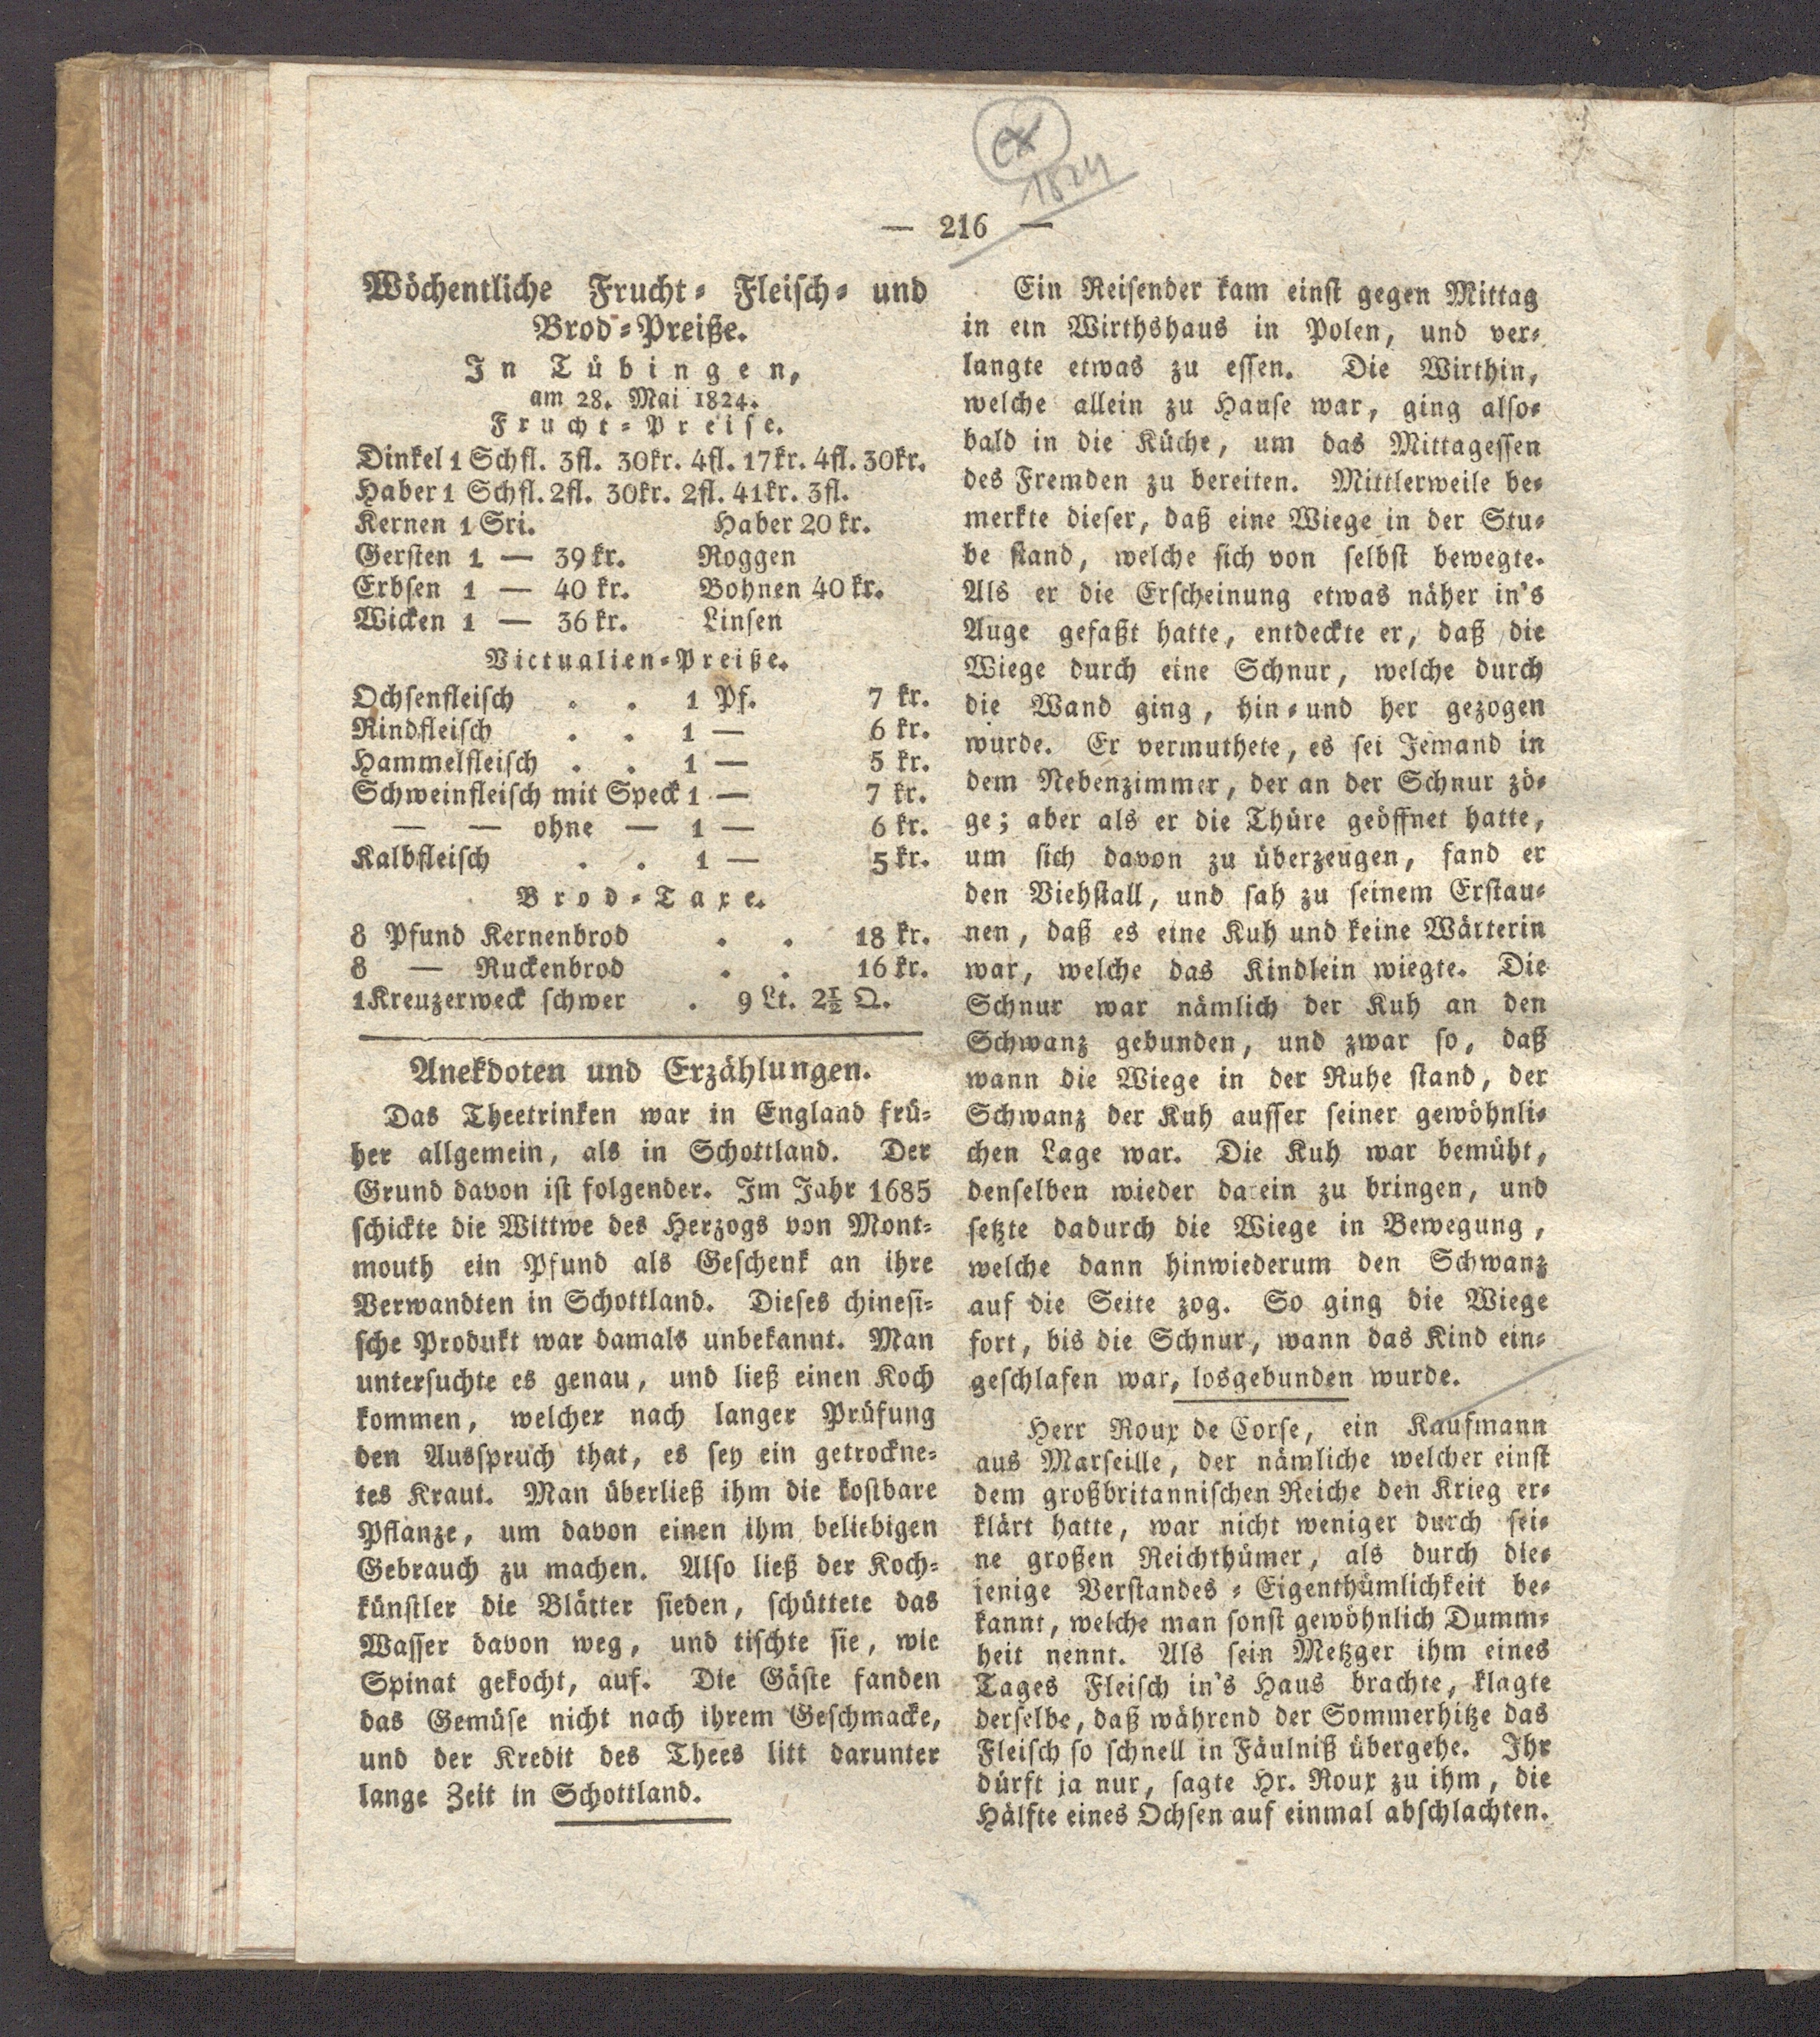 1824
— 216 —
Wöchentliche Frucht- Fleisch- und
Brod-Preiße.
In Tübingen,
am 28. Mai 1824.
Frucht-Preise.
Dinkel 1 Schfl. 3fl. 30kr. 4fl. 17kr. 4fl. 30kr.
Haber 1 Schfl. 2fl. 30kr. 2fl. 41kr. 3fl.
Kernen 1 Sri. Haber 20 kr.
Gersten 1 — 39 kr. Roggen
Erbsen 1 — 40 kr. Bohnen 40 kr.
Wicken 1 — 36 kr. Linsen
Victualien-Preiße.
Ochsenfleisch . . 1 Pf. 7 kr.
Rindfleisch . . 1 — 6 kr.
Hammelfleisch . . 1 — 5 kr.
Schweinfleisch mit Speck 1 — 7 kr.
— — ohne — 1 — 6 kr.
Kalbfleisch . . 1 — 5 kr.
Brod-Taxe.
8 Pfund Kernenbrod . . 18 kr.
8 — Ruckenbrod . . 16 kr.
1 Kreuzerweck schwer . 9 Lt. 2½ Q.
Anekdoten und Erzählungen.
Das Theetrinken war in England frü-
her allgemein, als in Schottland. Der
Grund davon ist folgender. Im Jahr 1685
schickte die Wittwe des Herzogs von Mont-
mouth ein Pfund als Geschenk an ihre
Verwandten in Schottland. Dieses chinesi-
sche Produkt war damals unbekannt. Man
untersuchte es genau, und ließ einen Koch
kommen, welcher nach langer Prüfung
den Ausspruch that, es sey ein getrockne-
tes Kraut. Man überließ ihm die kostbare
Pflanze, um davon einen ihm beliebigen
Gebrauch zu machen. Also ließ der Koch-
künstler die Blätter sieden, schüttete das
Wasser davon weg, und tischte sie, wie
Spinat gekocht, auf. Die Gäste fanden
das Gemüse nicht nach ihrem Geschmacke,
und der Kredit des Thees litt darunter
lange Zeit in Schottland.
Ein Reisender kam einst gegen Mittag
in ein Wirthshaus in Polen, und ver-
langte etwas zu essen. Die Wirthin,
welche allein zu Hause war, ging also-
bald in die Küche, um das Mittagessen
des Fremden zu bereiten. Mittlerweile be-
merkte dieser, daß eine Wiege in der Stu-
be stand, welche sich von selbst bewegte.
Als er die Erscheinung etwas näher in's
Auge gefaßt hatte, entdeckte er, daß die
Wiege durch eine Schnur, welche durch
die Wand ging, hin- und her gezogen
wurde. Er vermuthete, es sei Jemand in
dem Nebenzimmer, der an der Schnur zö-
ge; aber als er die Thüre geöffnet hatte,
um sich davon zu überzeugen, fand er
den Viehstall, und sah zu seinem Erstau-
nen, daß es eine Kuh und keine Wärterin
war, welche das Kindlein wiegte. Die
Schnur war nämlich der Kuh an den
Schwanz gebunden, und zwar so, daß
wann die Wiege in der Ruhe stand, der
Schwanz der Kuh ausser seiner gewöhnli-
chen Lage war. Die Kuh war bemüht,
denselben wieder darein zu bringen, und
setzte dadurch die Wiege in Bewegung,
welche dann hinwiederum den Schwanz
auf die Seite zog. So ging die Wiege
fort, bis die Schnur, wann das Kind ein-
geschlafen war, losgebunden wurde.
Herr Roux de Corse, ein Kaufmann
aus Marseille, der nämliche welcher einst
dem großbritannischen Reiche den Krieg er-
klärt hatte, war nicht weniger durch sei-
ne großen Reichthümer, als durch die-
jenige Verstandes-Eigenthümlichkeit be-
kannt, welche man sonst gewöhnlich Dumm-
heit nennt. Als sein Metzger ihm eines
Tages Fleisch in's Haus brachte, klagte
derselbe, daß während der Sommerhitze das
Fleisch so schnell in Fäulniß übergehe. Ihr
dürft ja nur, sagte Hr. Roux zu ihm, die
Hälfte eines Ochsen auf einmal abschlachten.